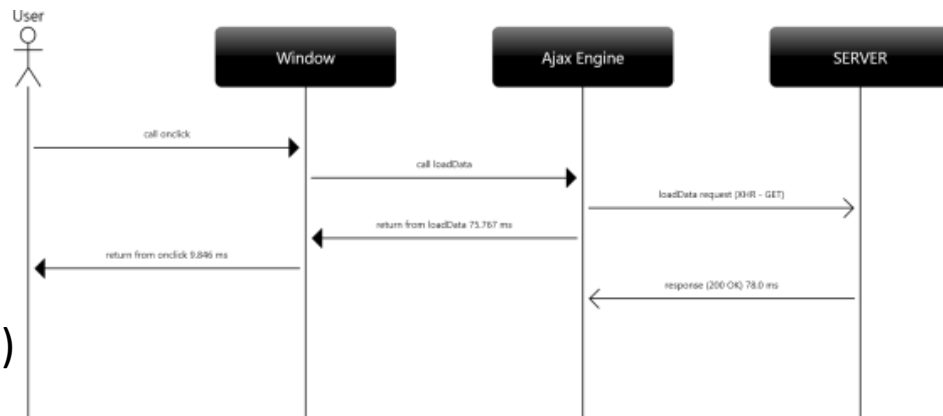 User
Window
Ajax Engine
SERVER
call onclick
call loadData
loadData request (XHR - GET)
return from loadData 75.767 ms
return from onclick 9.846 ms
response (200 OK) 78.0 ms
)